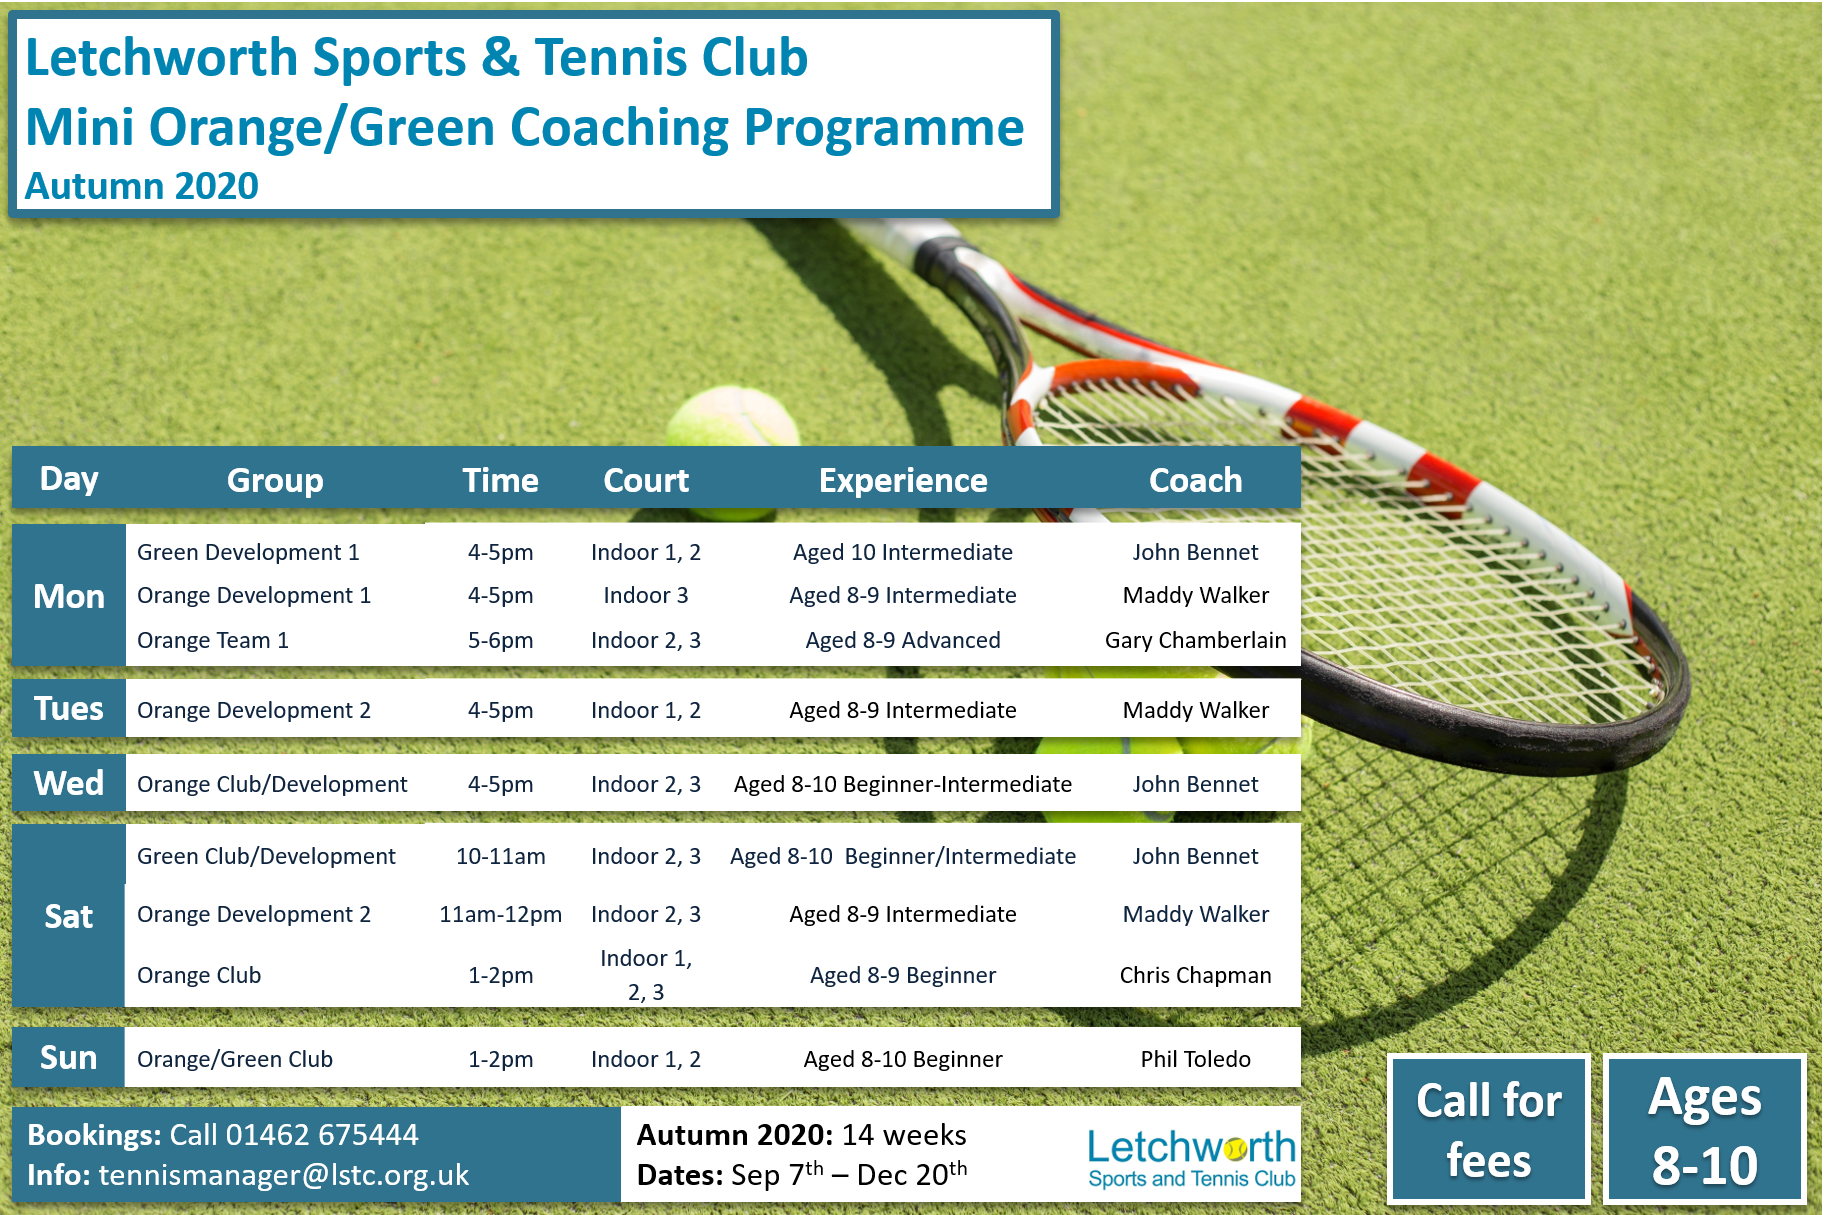 Letchworth Sports & Tennis Club
Mini Orange/Green Coaching Programme
Autumn 2020
Day Group Time Court Experience Coach
Mon
Green Development 1 4-5pm Indoor 1, 2 Aged 10 Intermediate John Bennet
Orange Development 1 4-5pm Indoor 3 Aged 8-9 Intermediate Maddy Walker
Orange Team 1 5-6pm Indoor 2, 3 Aged 8-9 Advanced Gary Chamberlain
Tues Orange Development 2 4-5pm Indoor 1, 2 Aged 8-9 Intermediate Maddy Walker
Wed Orange Club/Development 4-5pm Indoor 2, 3 Aged 8-10 Beginner-Intermediate John Bennet
Sat
Green Club/Development 10-11am Indoor 2, 3 Aged 8-10 Beginner/Intermediate John Bennet
Orange Development 2 11am-12pm Indoor 2, 3 Aged 8-9 Intermediate Maddy Walker
Orange Club 1-2pm Indoor 1, 2, 3 Aged 8-9 Beginner Chris Chapman
Sun Orange/Green Club 1-2pm Indoor 1, 2 Aged 8-10 Beginner Phil Toledo
Bookings: Call 01462 675444
Info: tennismanager@lstc.org.uk
Autumn 2020: 14 weeks
Dates: Sep 7th – Dec 20th
Letchworth
Sports and Tennis Club
Call for
fees
Ages
8-10